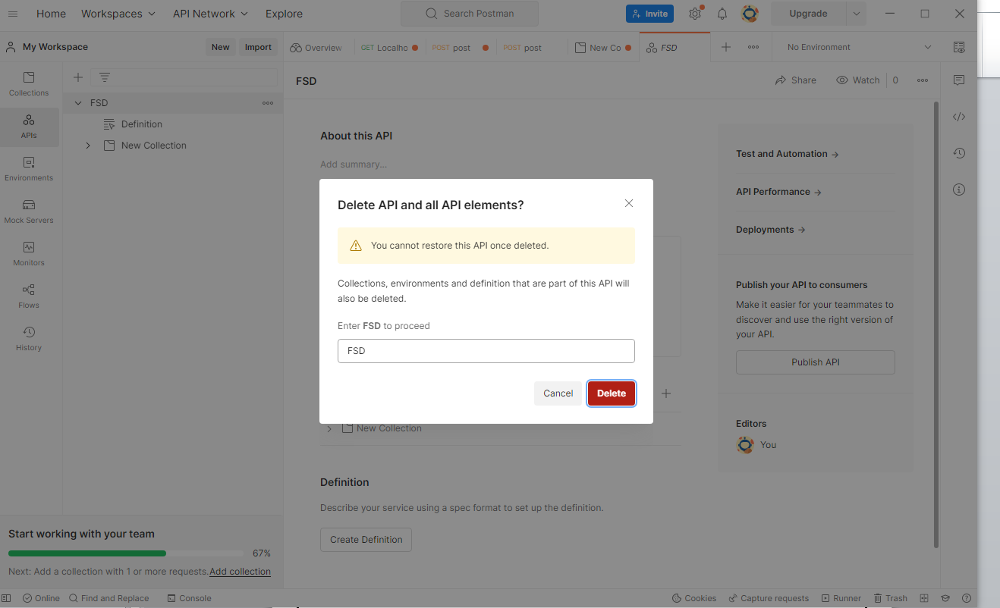 Home Workspaces API Network Explore Search Postman Invite Upgrade
My Workspace New Import Overview GET Localho POST post POST post New Co FSD No Environment
Collections
APIs
Environments
Mock Servers
Monitors
Flows
History
FSD
Definition
New Collection
FSD Share Watch 0
About this API
Add summary...
Delete API and all API elements?
You cannot restore this API once deleted.
Collections, environments and definition that are part of this API will
also be deleted.
Enter FSD to proceed
FSD
Cancel Delete
New Collection
Definition
Describe your service using a spec format to set up the definition.
Create Definition
Test and Automation →
API Performance →
Deployments →
Publish your API to consumers
Make it easier for your teammates to
discover and use the right version of
your API.
Publish API
Editors
You
Start working with your team
67%
Next: Add a collection with 1 or more requests. Add collection
Online Find and Replace Console Cookies Capture requests Runner Trash